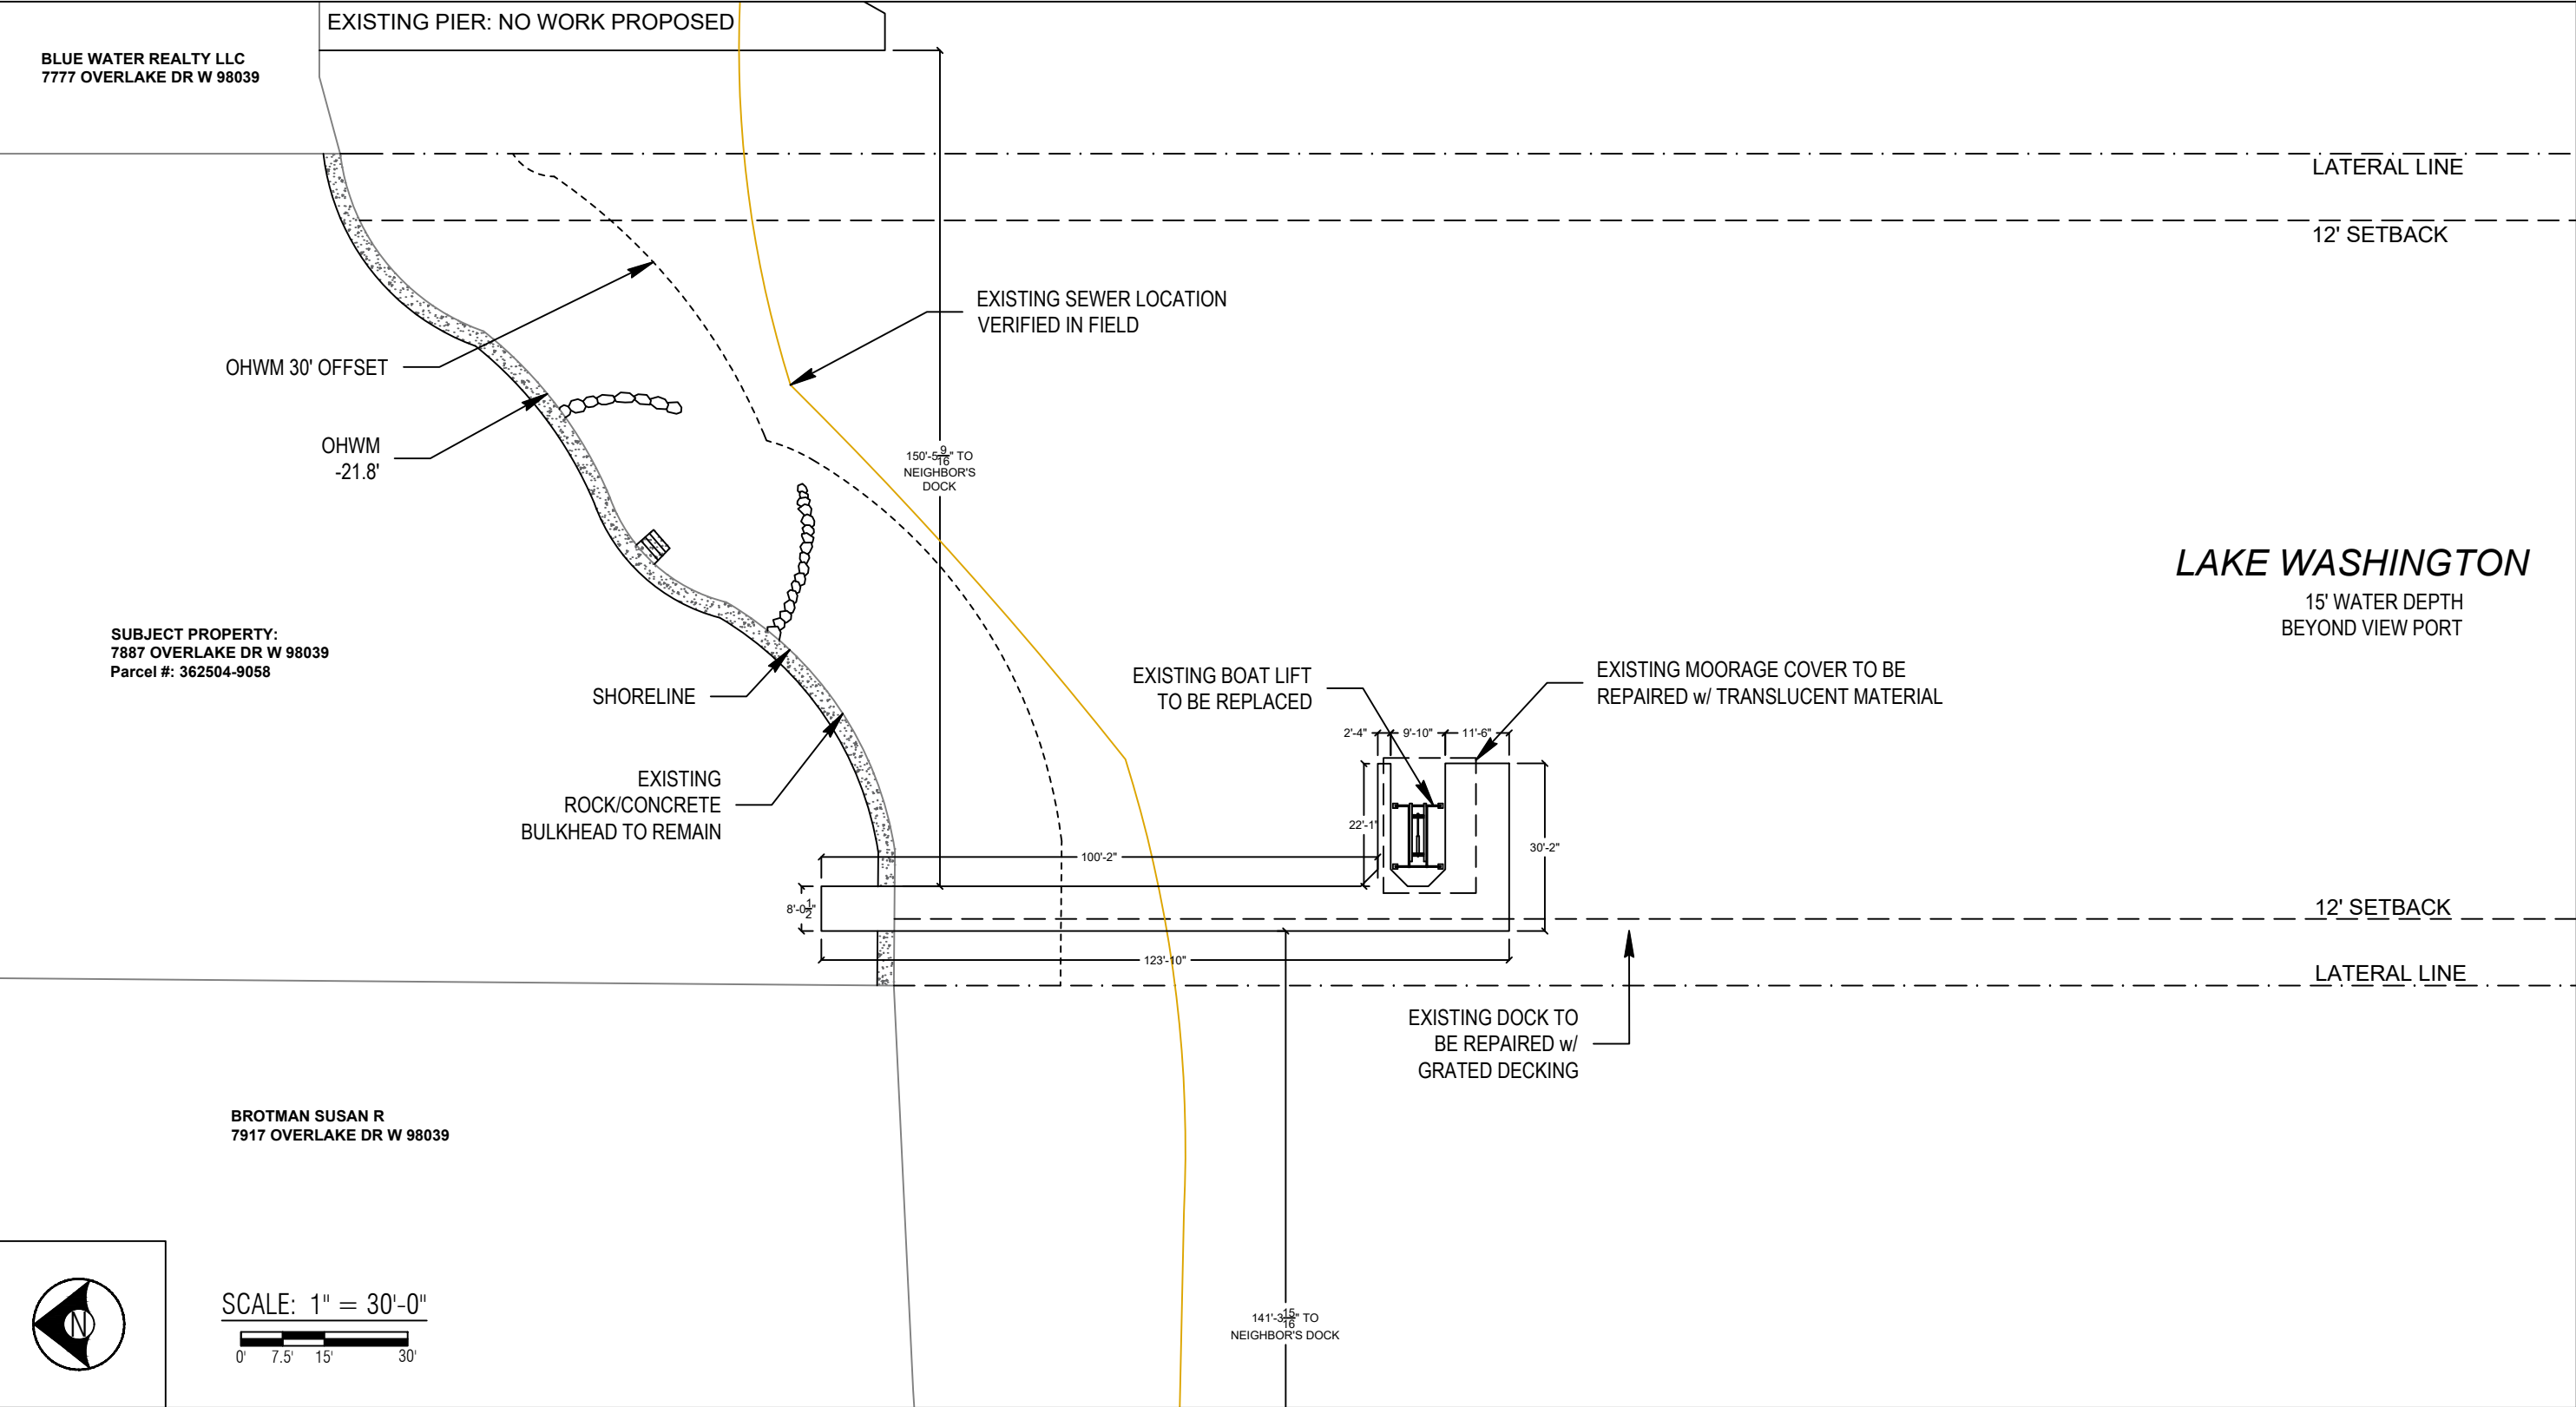 EXISTING PIER: NO WORK PROPOSED
BLUE WATER REALTY LLC
7777 OVERLAKE DR W 98039
LATERAL LINE
12' SETBACK
EXISTING SEWER LOCATION
VERIFIED IN FIELD
OHWM 30' OFFSET
OHWM
-21.8'
150'-5 9/16" TO
NEIGHBOR'S
DOCK
LAKE WASHINGTON
15' WATER DEPTH
BEYOND VIEW PORT
SUBJECT PROPERTY:
7887 OVERLAKE DR W 98039
Parcel #: 362504-9058
SHORELINE
EXISTING BOAT LIFT
TO BE REPLACED
EXISTING MOORAGE COVER TO BE
REPAIRED w/ TRANSLUCENT MATERIAL
2'-4"
9'-10"
11'-6"
EXISTING
ROCK/CONCRETE
BULKHEAD TO REMAIN
22'-1"
30'-2"
100'-2"
8'-0 1/2"
12' SETBACK
123'-10"
LATERAL LINE
EXISTING DOCK TO
BE REPAIRED w/
GRATED DECKING
BROTMAN SUSAN R
7917 OVERLAKE DR W 98039
N
SCALE: 1" = 30'-0"
0' 7.5' 15' 30'
141'-3 15/16" TO
NEIGHBOR'S DOCK